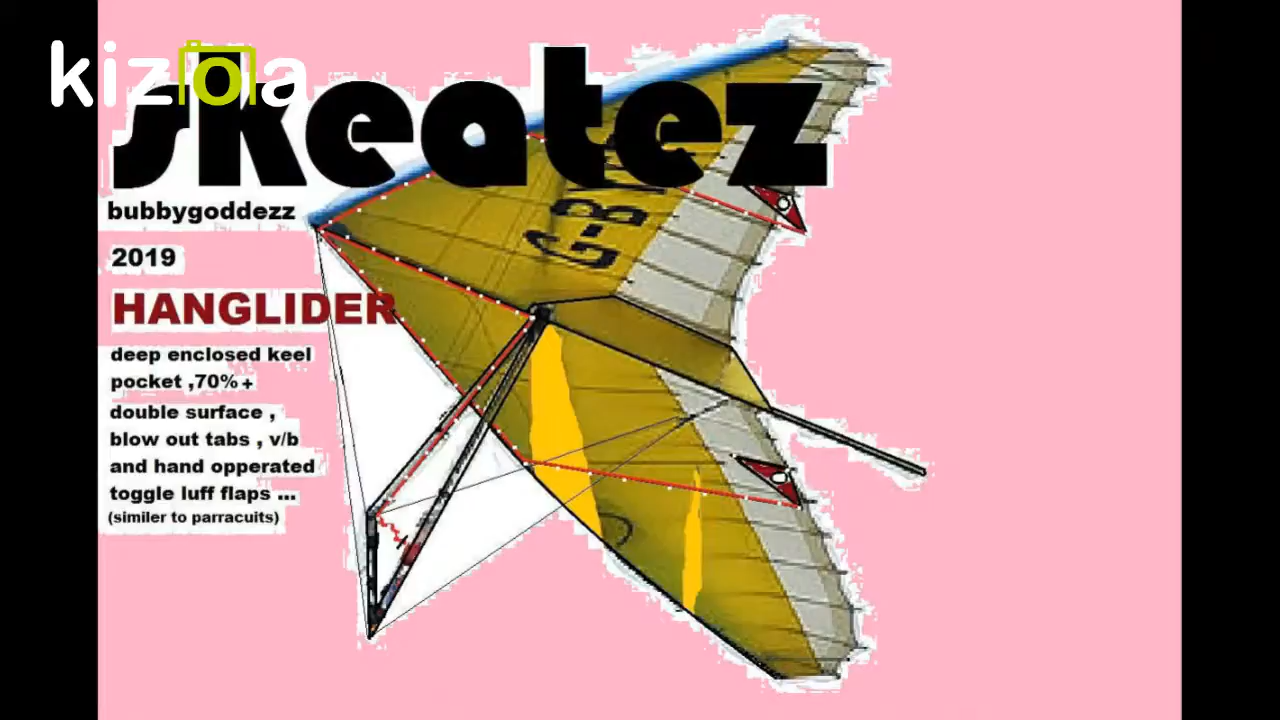 kizoa
skeatez
bubbygoddezz
2019
HANGLIDER
deep enclosed keel
pocket ,70%+
double surface ,
blow out tabs , v/b
and hand opperated
toggle luff flaps ...
(similer to parracuits)